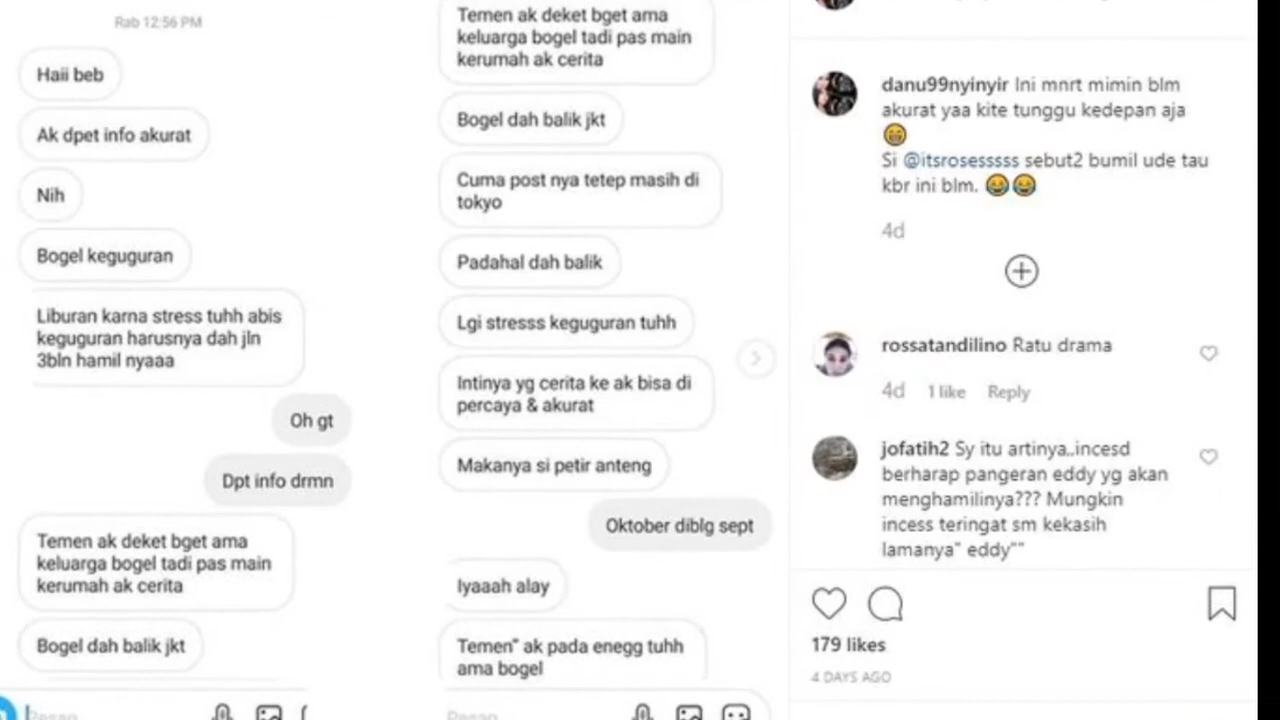 Rab 12:56 PM
Haii beb
Ak dpet info akurat
Nih
Bogel keguguran
Liburan karna stress tuhh abis
keguguran harusnya dah jln
3bln hamil nyaaa
Oh gt
Dpt info drmn
Temen ak deket bget ama
keluarga bogel tadi pas main
kerumah ak cerita
Bogel dah balik jkt
Pesan
Temen ak deket bget ama
keluarga bogel tadi pas main
kerumah ak cerita
Bogel dah balik jkt
Cuma post nya tetep masih di
tokyo
Padahal dah balik
Lgi stresss keguguran tuhh
Intinya yg cerita ke ak bisa di
percaya & akurat
Makanya si petir anteng
Oktober diblg sept
Iyaaah alay
Temen" ak pada enegg tuhh
ama bogel
Pesan
danu99nyinyir Ini mnrt mimin blm
akurat yaa kite tunggu kedepan aja
😁
Si @itsrosesssss sebut2 bumil ude tau
kbr ini blm. 😂😂
4d
rossatandilino Ratu drama
4d 1 like Reply
jofatih2 Sy itu artinya..incesd
berharap pangeran eddy yg akan
menghamilinya??? Mungkin
incess teringat sm kekasih
lamanya" eddy""
179 likes
4 DAYS AGO